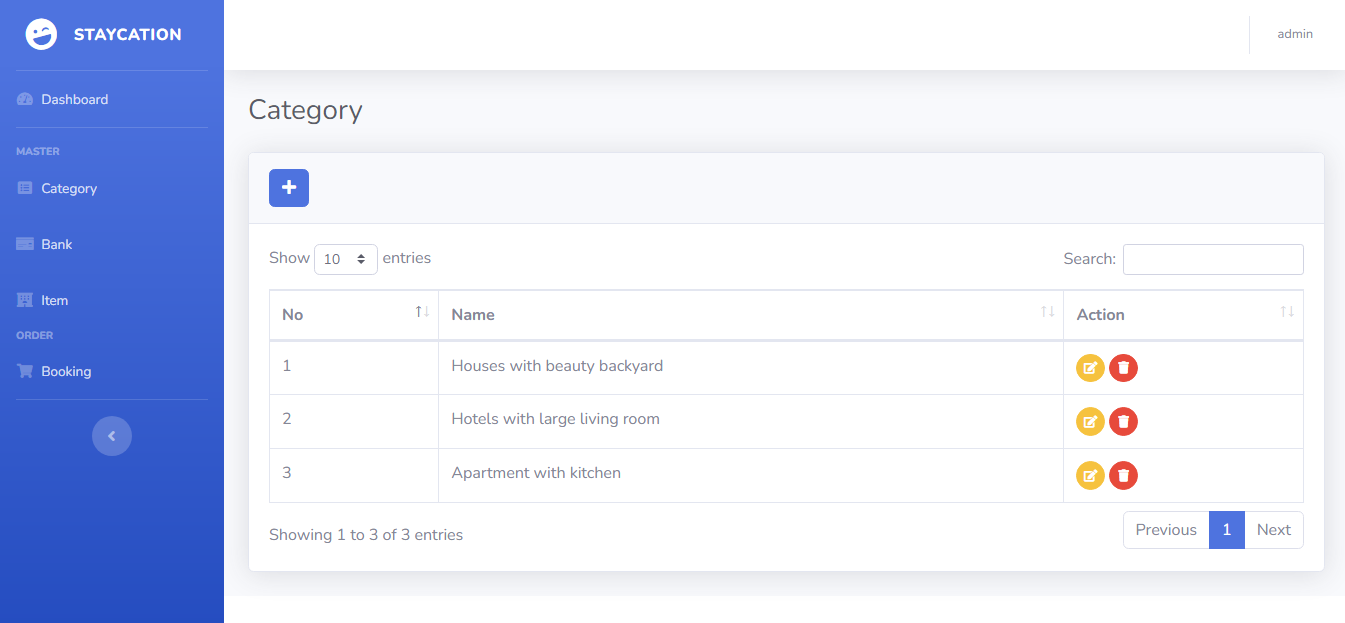 STAYCATION
admin
Dashboard
MASTER
Category
Bank
Item
ORDER
Booking
Category
Show 10 entries
Search:
No Name Action
1 Houses with beauty backyard
2 Hotels with large living room
3 Apartment with kitchen
Showing 1 to 3 of 3 entries
Previous 1 Next